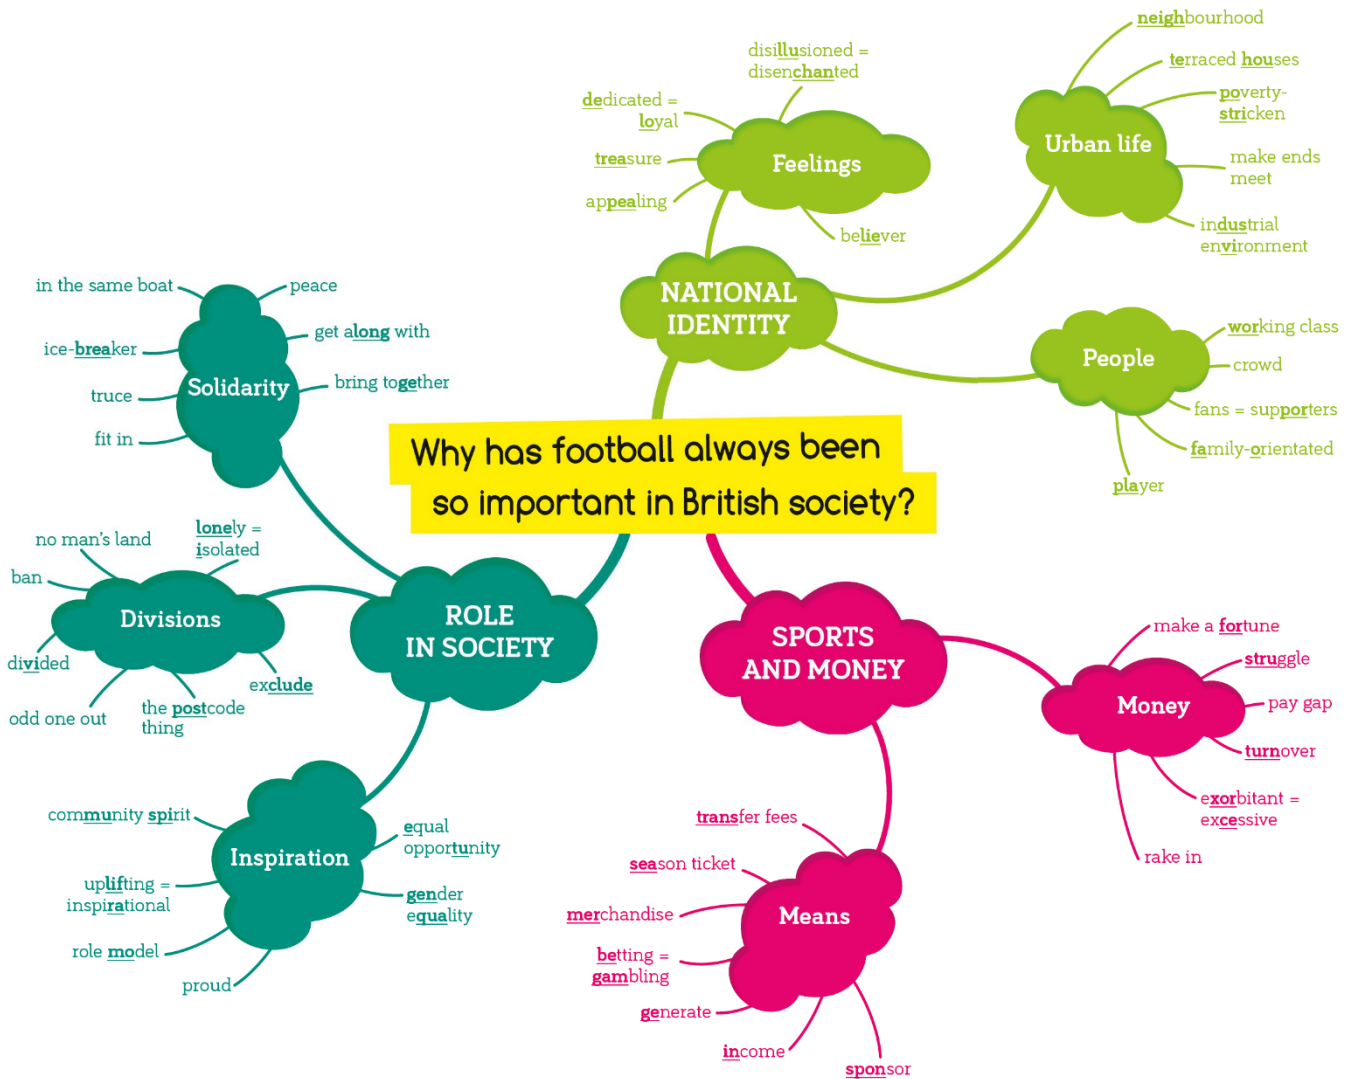 Why has football always been
so important in British society?
NATIONAL
IDENTITY
Feelings
disillusioned =
disenchanted
dedicated =
loyal
treasure
appealing
believer
Urban life
neighbourhood
terraced houses
poverty-
stricken
make ends
meet
industrial
environment
People
working class
crowd
fans = supporters
family-orientated
player
ROLE
IN SOCIETY
Solidarity
in the same boat
peace
get along with
ice-breaker
bring together
truce
fit in
Divisions
no man's land
lonely =
isolated
ban
divided
exclude
odd one out
the postcode
thing
Inspiration
community spirit
equal
opportunity
uplifting =
inspirational
gender
equality
role model
proud
SPORTS
AND MONEY
Money
make a fortune
struggle
pay gap
turnover
exorbitant =
excessive
rake in
Means
transfer fees
season ticket
merchandise
betting =
gambling
generate
income
sponsor